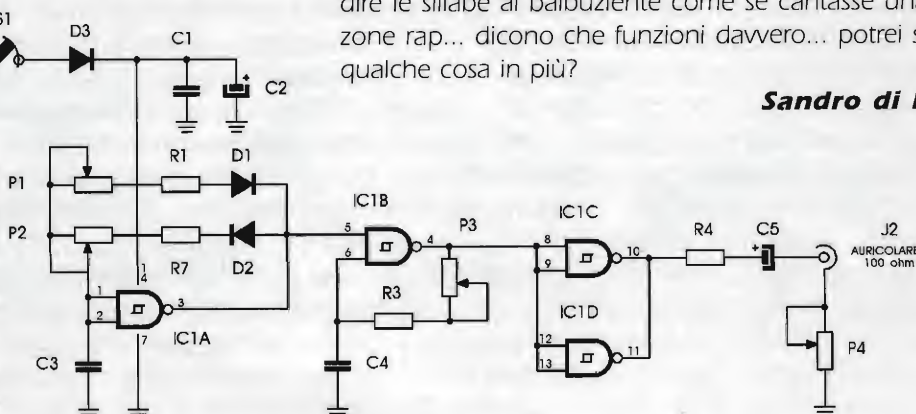 dire le sillabe al balbuziente come se cantasse
zone rap... dicono che funzioni davvero... potrei
qualche cosa in più?
Sandro di
S1
D3
C1
C2
P1
R1
D1
P2
R7
D2
1
4
1
2
3
7
IC1A
C3
IC1B
5
6
4
P3
R3
C4
IC1C
8
9
10
IC1D
12
13
11
R4
C5
J2
AURICOLARE
100 ohm
P4